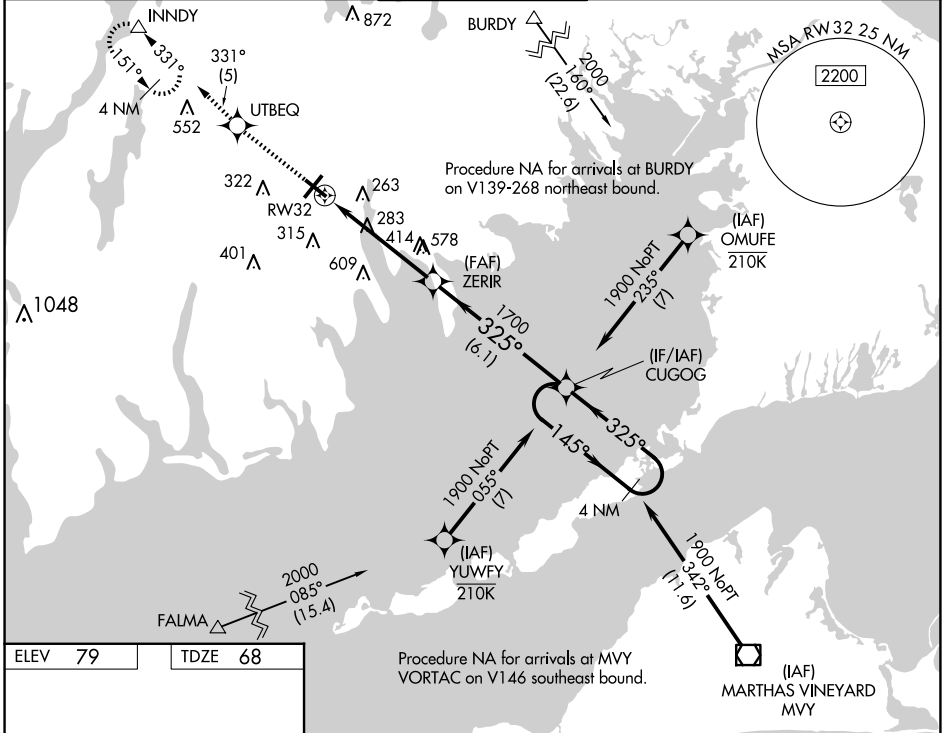 INNDY
872
BURDY
MSA RW32 25 NM
2200
331°
151°
4 NM
331°
(5)
552
UTBEQ
2000
160°
(22.6)
Procedure NA for arrivals at BURDY
on V139-268 northeast bound.
322
RW32
263
283
315
414
578
401
609
1048
(FAF)
ZERIR
(IAF)
OMUFE
210K
1900 NoPT
235°
(7)
1700
325°
(6.1)
(IF/IAF)
CUGOG
325°
145°
4 NM
1900 NoPT
055°
(7)
(IAF)
YUWFY
210K
1900 NoPT
342°
(11.6)
2000
085°
(15.4)
FALMA
ELEV 79
TDZE 68
Procedure NA for arrivals at MVY
VORTAC on V146 southeast bound.
(IAF)
MARTHAS VINEYARD
MVY